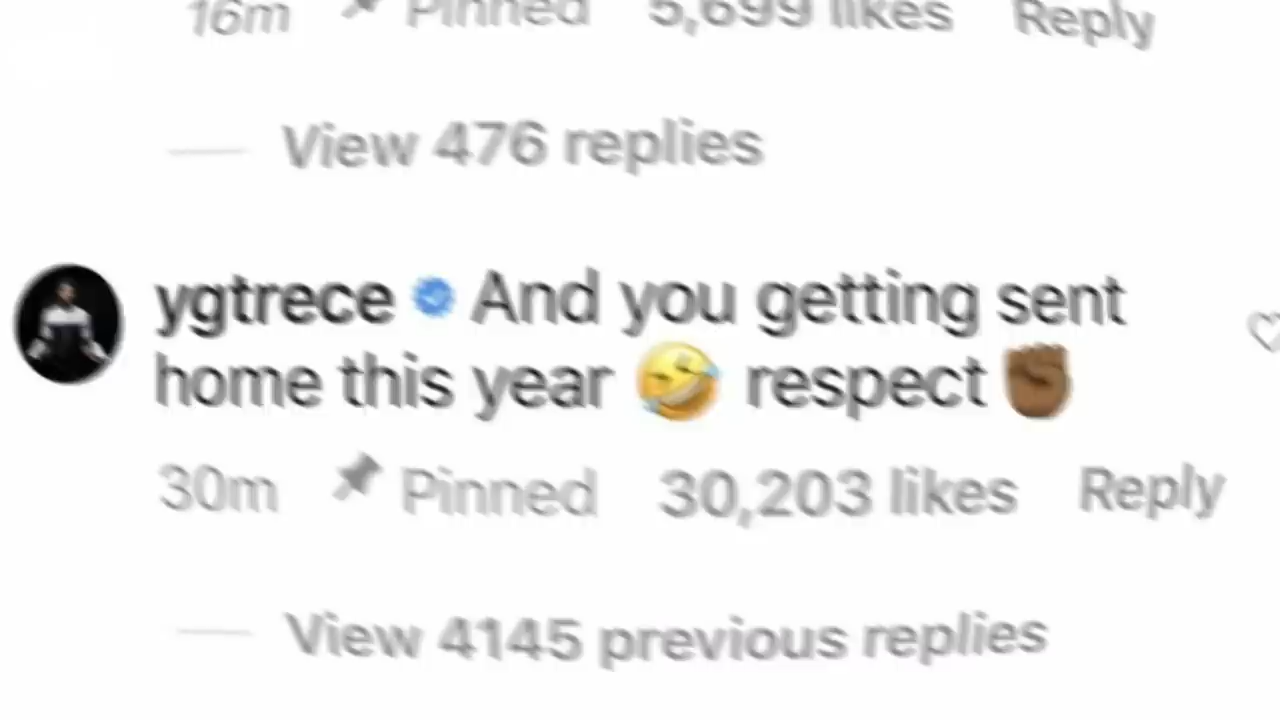 16m Pinned 5,699 likes Reply
View 476 replies
ygtrece And you getting sent
home this year 🤣 respect ✊🏾
30m Pinned 30,203 likes Reply
View 4145 previous replies